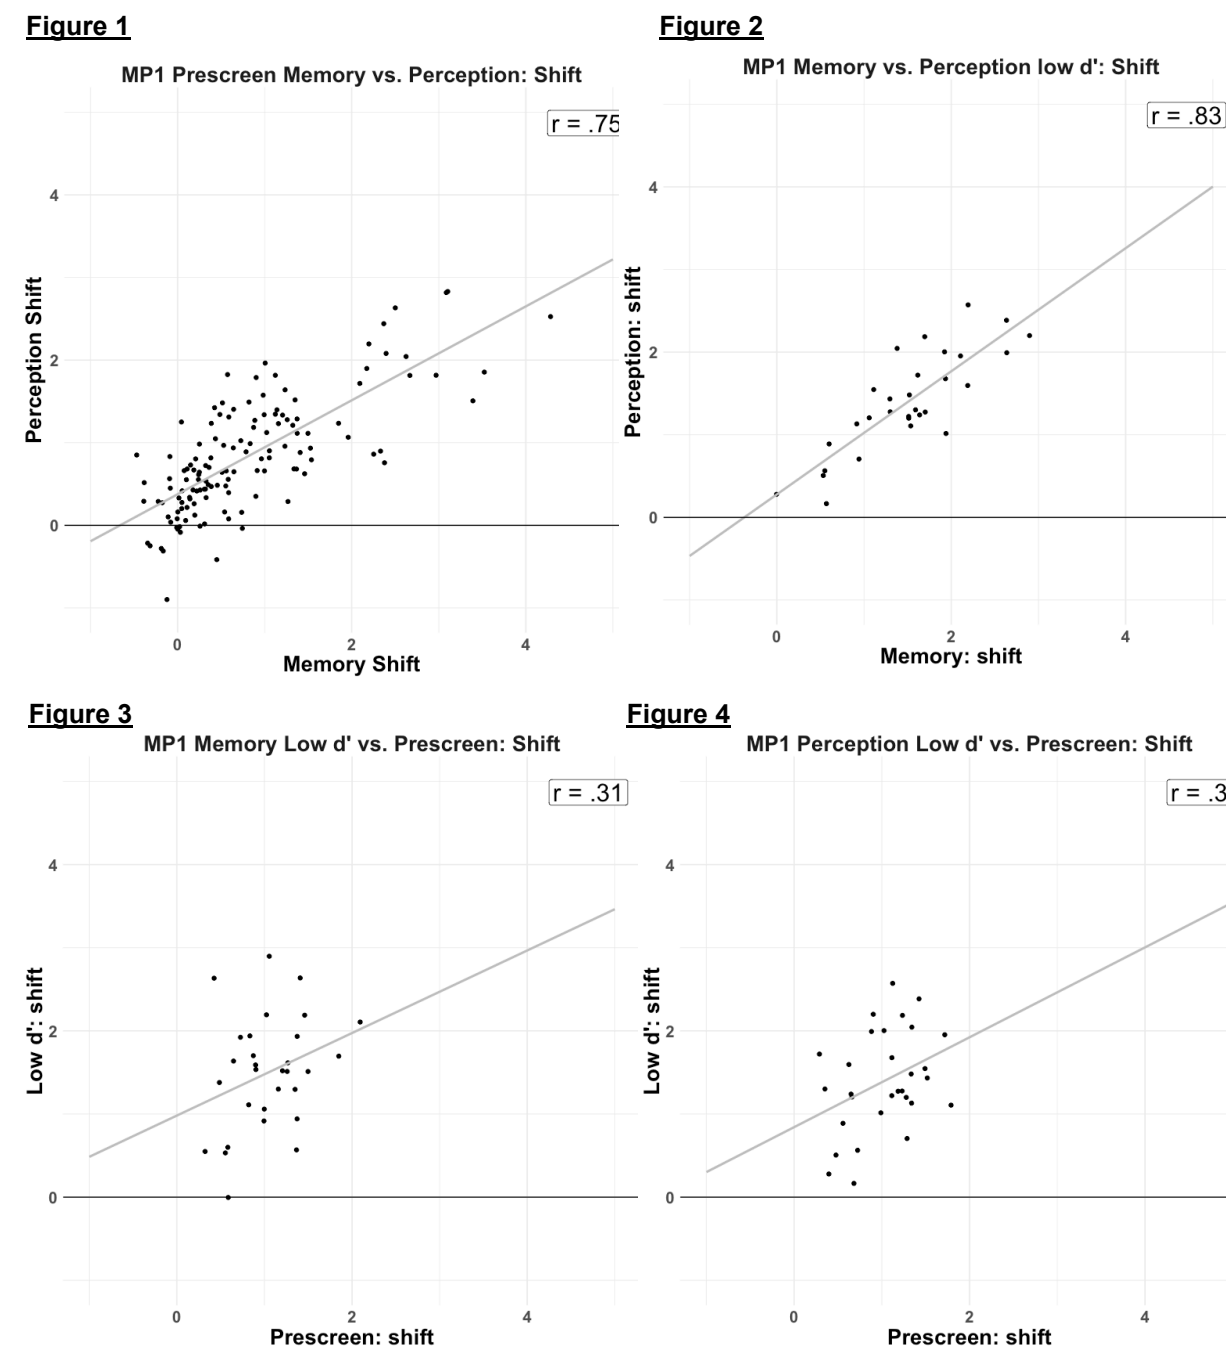 Figure 1
MP1 Prescreen Memory vs. Perception: Shift
r = .75
4
2
0
Perception Shift
0 2 4
Memory Shift
Figure 2
MP1 Memory vs. Perception low d': Shift
r = .83
4
2
0
Perception: shift
0 2 4
Memory: shift
Figure 3
MP1 Memory Low d' vs. Prescreen: Shift
r = .31
4
2
0
Low d': shift
0 2 4
Prescreen: shift
Figure 4
MP1 Perception Low d' vs. Prescreen: Shift
r = .3
4
2
0
Low d': shift
0 2 4
Prescreen: shift